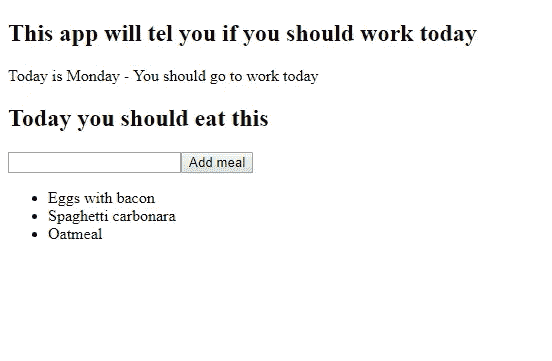 This app will tel you if you should work today
Today is Monday - You should go to work today
Today you should eat this
Add meal
Eggs with bacon
Spaghetti carbonara
Oatmeal